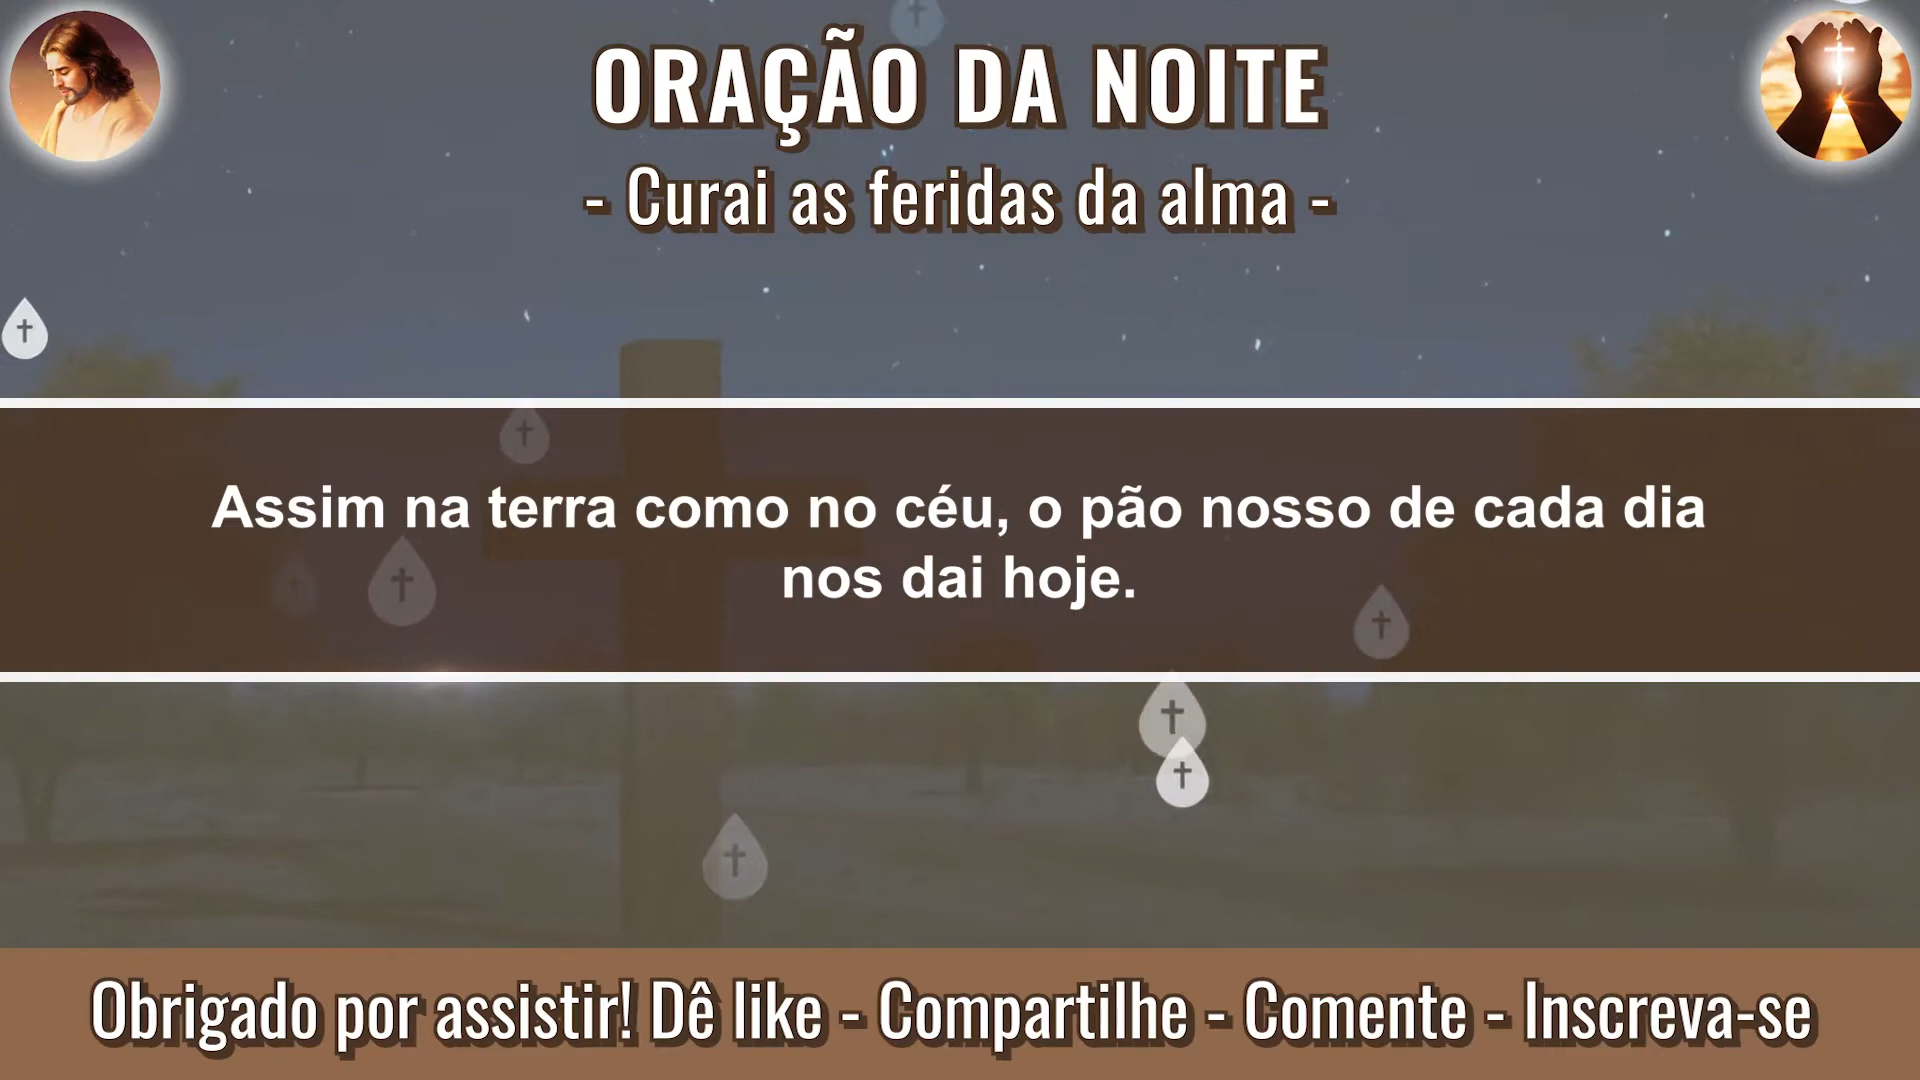 ORAÇÃO DA NOITE
- Curai as feridas da alma -
Assim na terra como no céu, o pão nosso de cada dia
nos dai hoje.
Obrigado por assistir! Dê like - Compartilhe - Comente - Inscreva-se